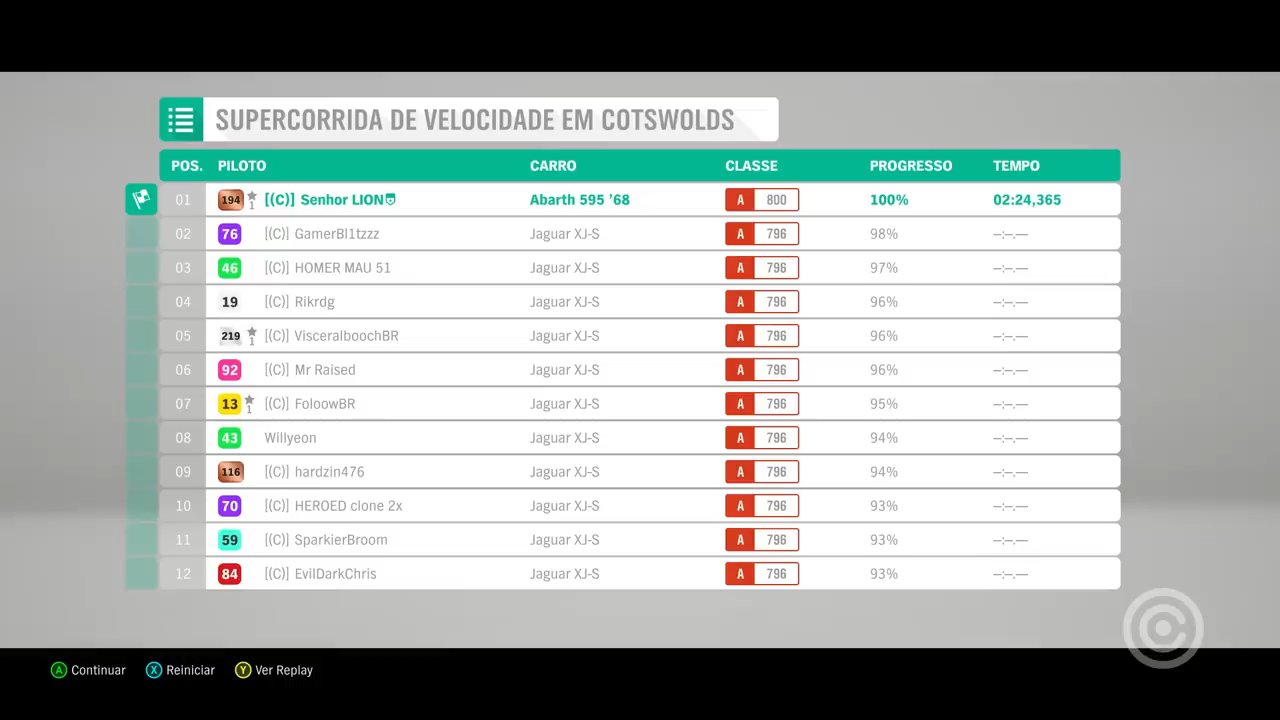 SUPERCORRIDA DE VELOCIDADE EM COTSWOLDS
POS. PILOTO CARRO CLASSE PROGRESSO TEMPO
01 194 1 [(C)] Senhor LION Abarth 595 '68 A 800 100% 02:24,365
02 76 [(C)] GamerBl1tzzz Jaguar XJ-S A 796 98% --:--.---
03 46 [(C)] HOMER MAU 51 Jaguar XJ-S A 796 97% --:--.---
04 19 [(C)] Rikrdg Jaguar XJ-S A 796 96% --:--.---
05 219 1 [(C)] VisceralboochBR Jaguar XJ-S A 796 96% --:--.---
06 92 [(C)] Mr Raised Jaguar XJ-S A 796 96% --:--.---
07 13 1 [(C)] FoloowBR Jaguar XJ-S A 796 95% --:--.---
08 43 Willyeon Jaguar XJ-S A 796 94% --:--.---
09 116 [(C)] hardzin476 Jaguar XJ-S A 796 94% --:--.---
10 70 [(C)] HEROED clone 2x Jaguar XJ-S A 796 93% --:--.---
11 59 [(C)] SparkierBroom Jaguar XJ-S A 796 93% --:--.---
12 84 [(C)] EvilDarkChris Jaguar XJ-S A 796 93% --:--.---
A Continuar X Reiniciar Y Ver Replay